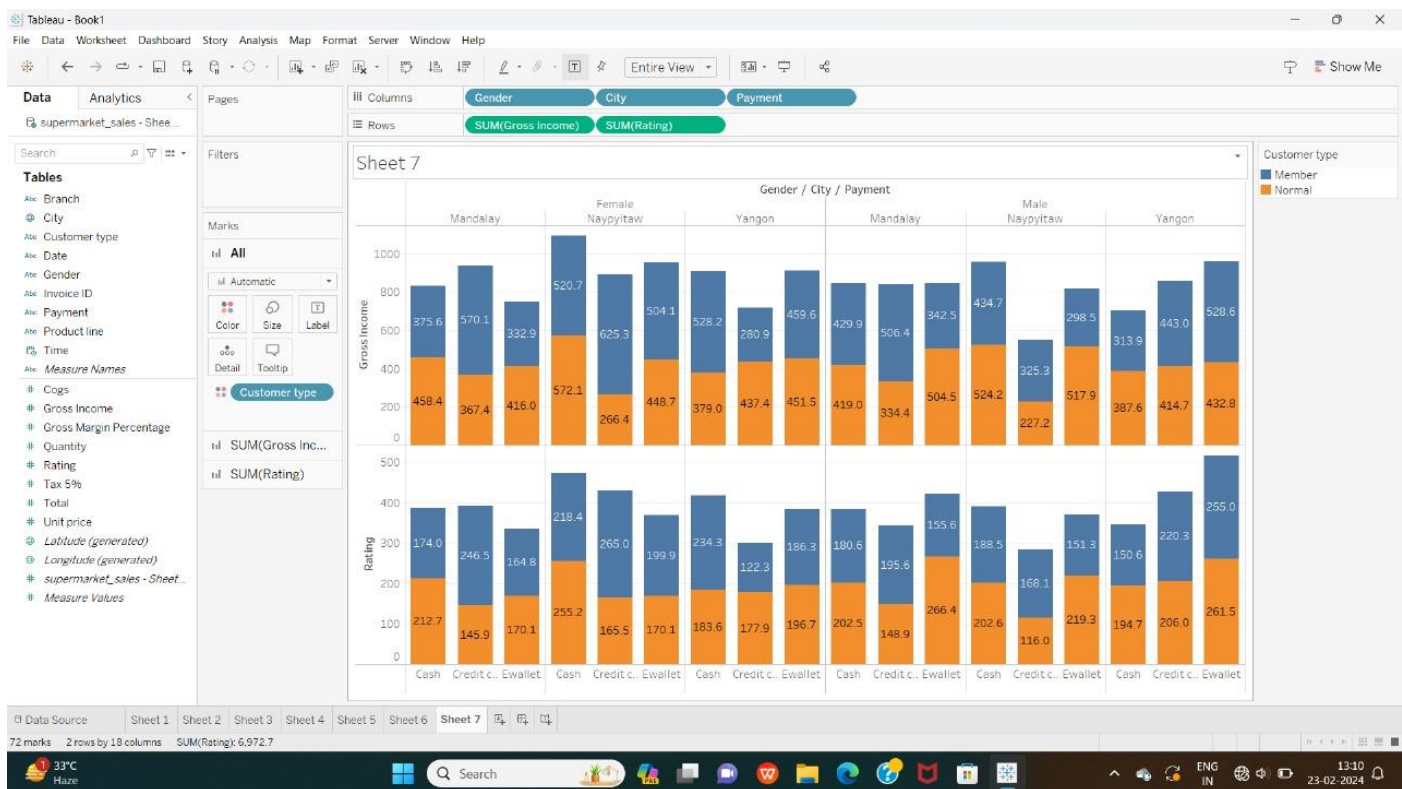 Tableau - Book1
File Data Worksheet Dashboard Story Analysis Map Format Server Window Help
Entire View
Show Me
Data Analytics
Pages
Columns Gender City Payment
supermarket_sales - Shee...
Rows SUM(Gross Income) SUM(Rating)
Search
Filters
Sheet 7
Customer type
Member
Normal
Tables
Abc Branch
City
Abc Customer type
Abc Date
Abc Gender
Abc Invoice ID
Abc Payment
Abc Product line
Time
Abc Measure Names
# Cogs
# Gross Income
# Gross Margin Percentage
# Quantity
# Rating
# Tax 5%
# Total
# Unit price
Latitude (generated)
Longitude (generated)
# supermarket_sales - Sheet...
# Measure Values
Marks
All
Automatic
Color Size Label
Detail Tooltip
Customer type
SUM(Gross Inc...
SUM(Rating)
Gender / City / Payment
Female Male
Mandalay Naypyitaw Yangon Mandalay Naypyitaw Yangon
Gross Income
1000
800
600
400
200
0
375.6 570.1 332.9 520.7 625.3 504.1 528.2 280.9 459.6 429.9 506.4 342.5 434.7 325.3 298.5 313.9 443.0 528.6
458.4 367.4 416.0 572.1 266.4 448.7 379.0 437.4 451.5 419.0 334.4 504.5 524.2 227.2 517.9 387.6 414.7 432.8
Rating
500
400
300
200
100
0
174.0 246.5 164.8 218.4 265.0 199.9 234.3 122.3 186.3 180.6 195.6 155.6 188.5 168.1 151.3 150.6 220.3 255.0
212.7 145.9 170.1 255.2 165.5 170.1 183.6 177.9 196.7 202.5 148.9 266.4 202.6 116.0 219.3 194.7 206.0 261.5
Cash Credit c.. Ewallet Cash Credit c.. Ewallet Cash Credit c.. Ewallet Cash Credit c.. Ewallet Cash Credit c.. Ewallet Cash Credit c.. Ewallet
Data Source Sheet 1 Sheet 2 Sheet 3 Sheet 4 Sheet 5 Sheet 6 Sheet 7
72 marks 2 rows by 18 columns SUM(Rating): 6,972.7
1
33°C
Haze
Search
ENG
IN
13:10
23-02-2024